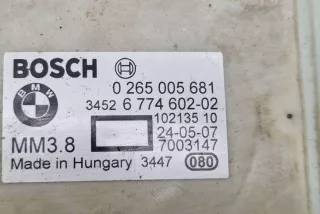 BOSCH
BMW
0 265 005 681
3452 6 774 602-02
102135 10
24-05-07
MM3.8
7003147
Made in Hungary 3447 080